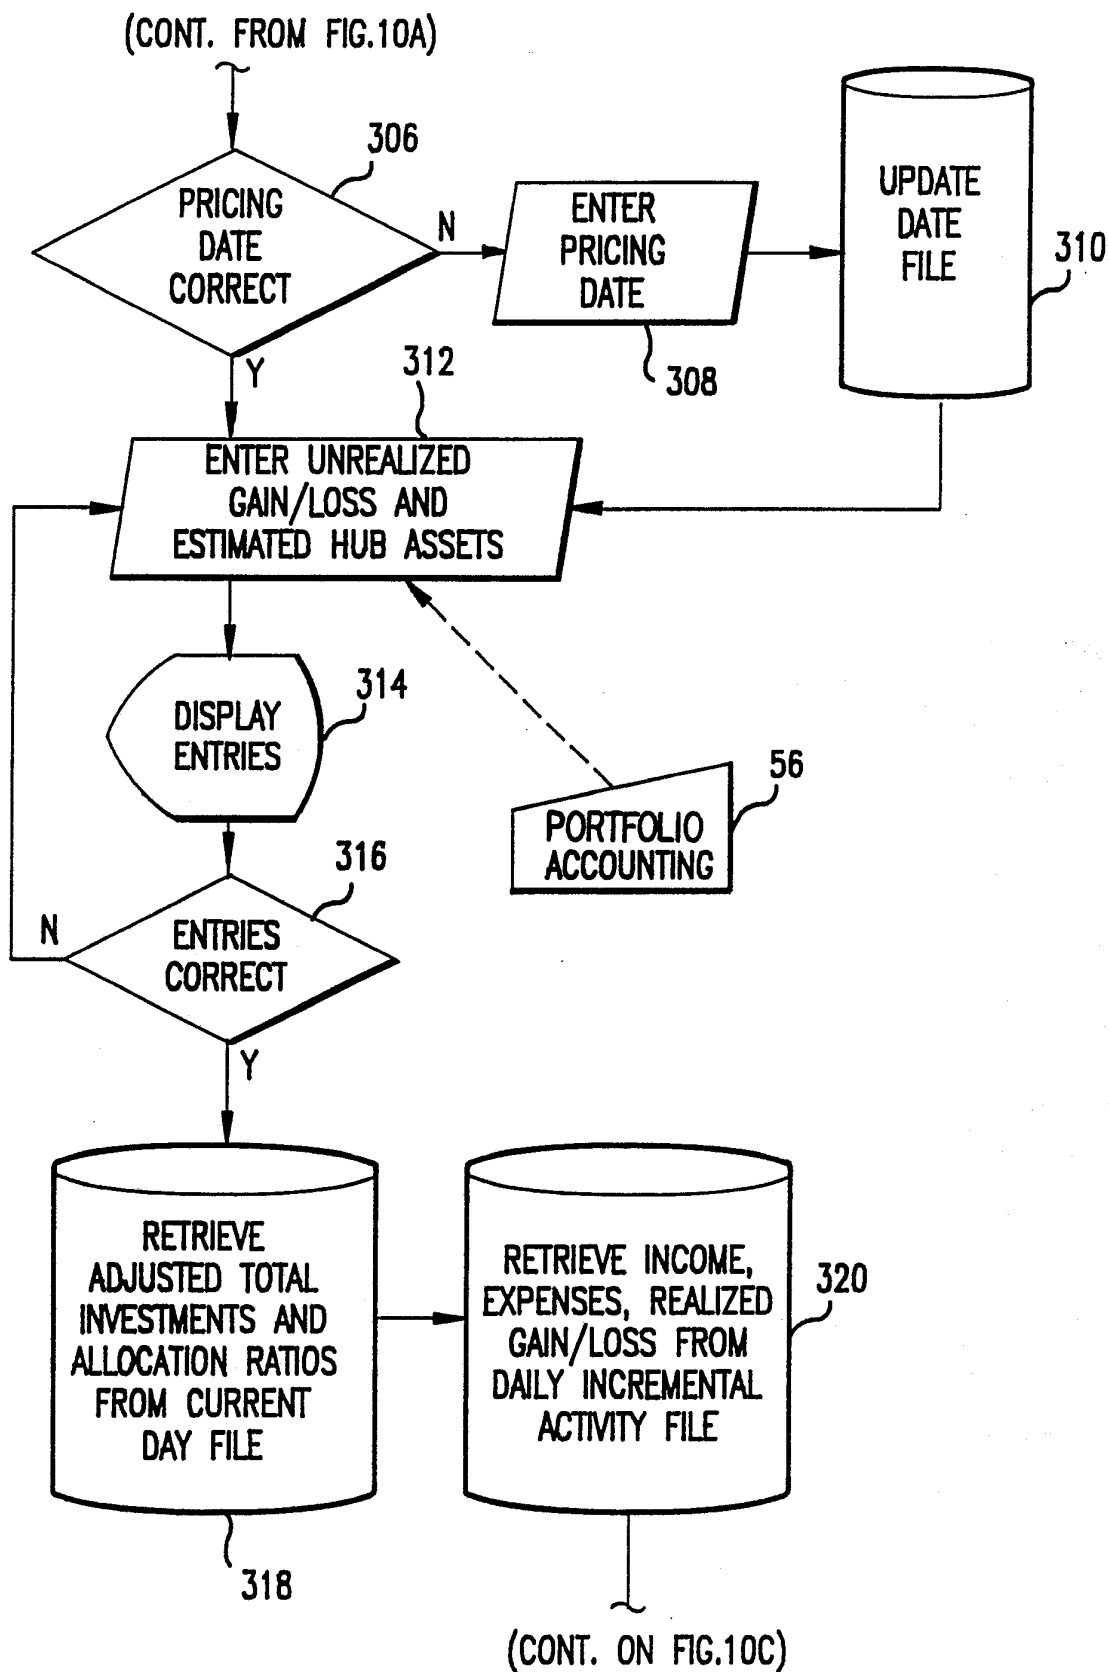 (CONT. FROM FIG.10A)
306
PRICING
DATE
CORRECT
N
Y
ENTER
PRICING
DATE
308
UPDATE
DATE
FILE
310
312
ENTER UNREALIZED
GAIN/LOSS AND
ESTIMATED HUB ASSETS
DISPLAY
ENTRIES
314
56
PORTFOLIO
ACCOUNTING
316
ENTRIES
CORRECT
N
Y
RETRIEVE
ADJUSTED TOTAL
INVESTMENTS AND
ALLOCATION RATIOS
FROM CURRENT
DAY FILE
318
RETRIEVE INCOME,
EXPENSES, REALIZED
GAIN/LOSS FROM
DAILY INCREMENTAL
ACTIVITY FILE
320
(CONT. ON FIG.10C)